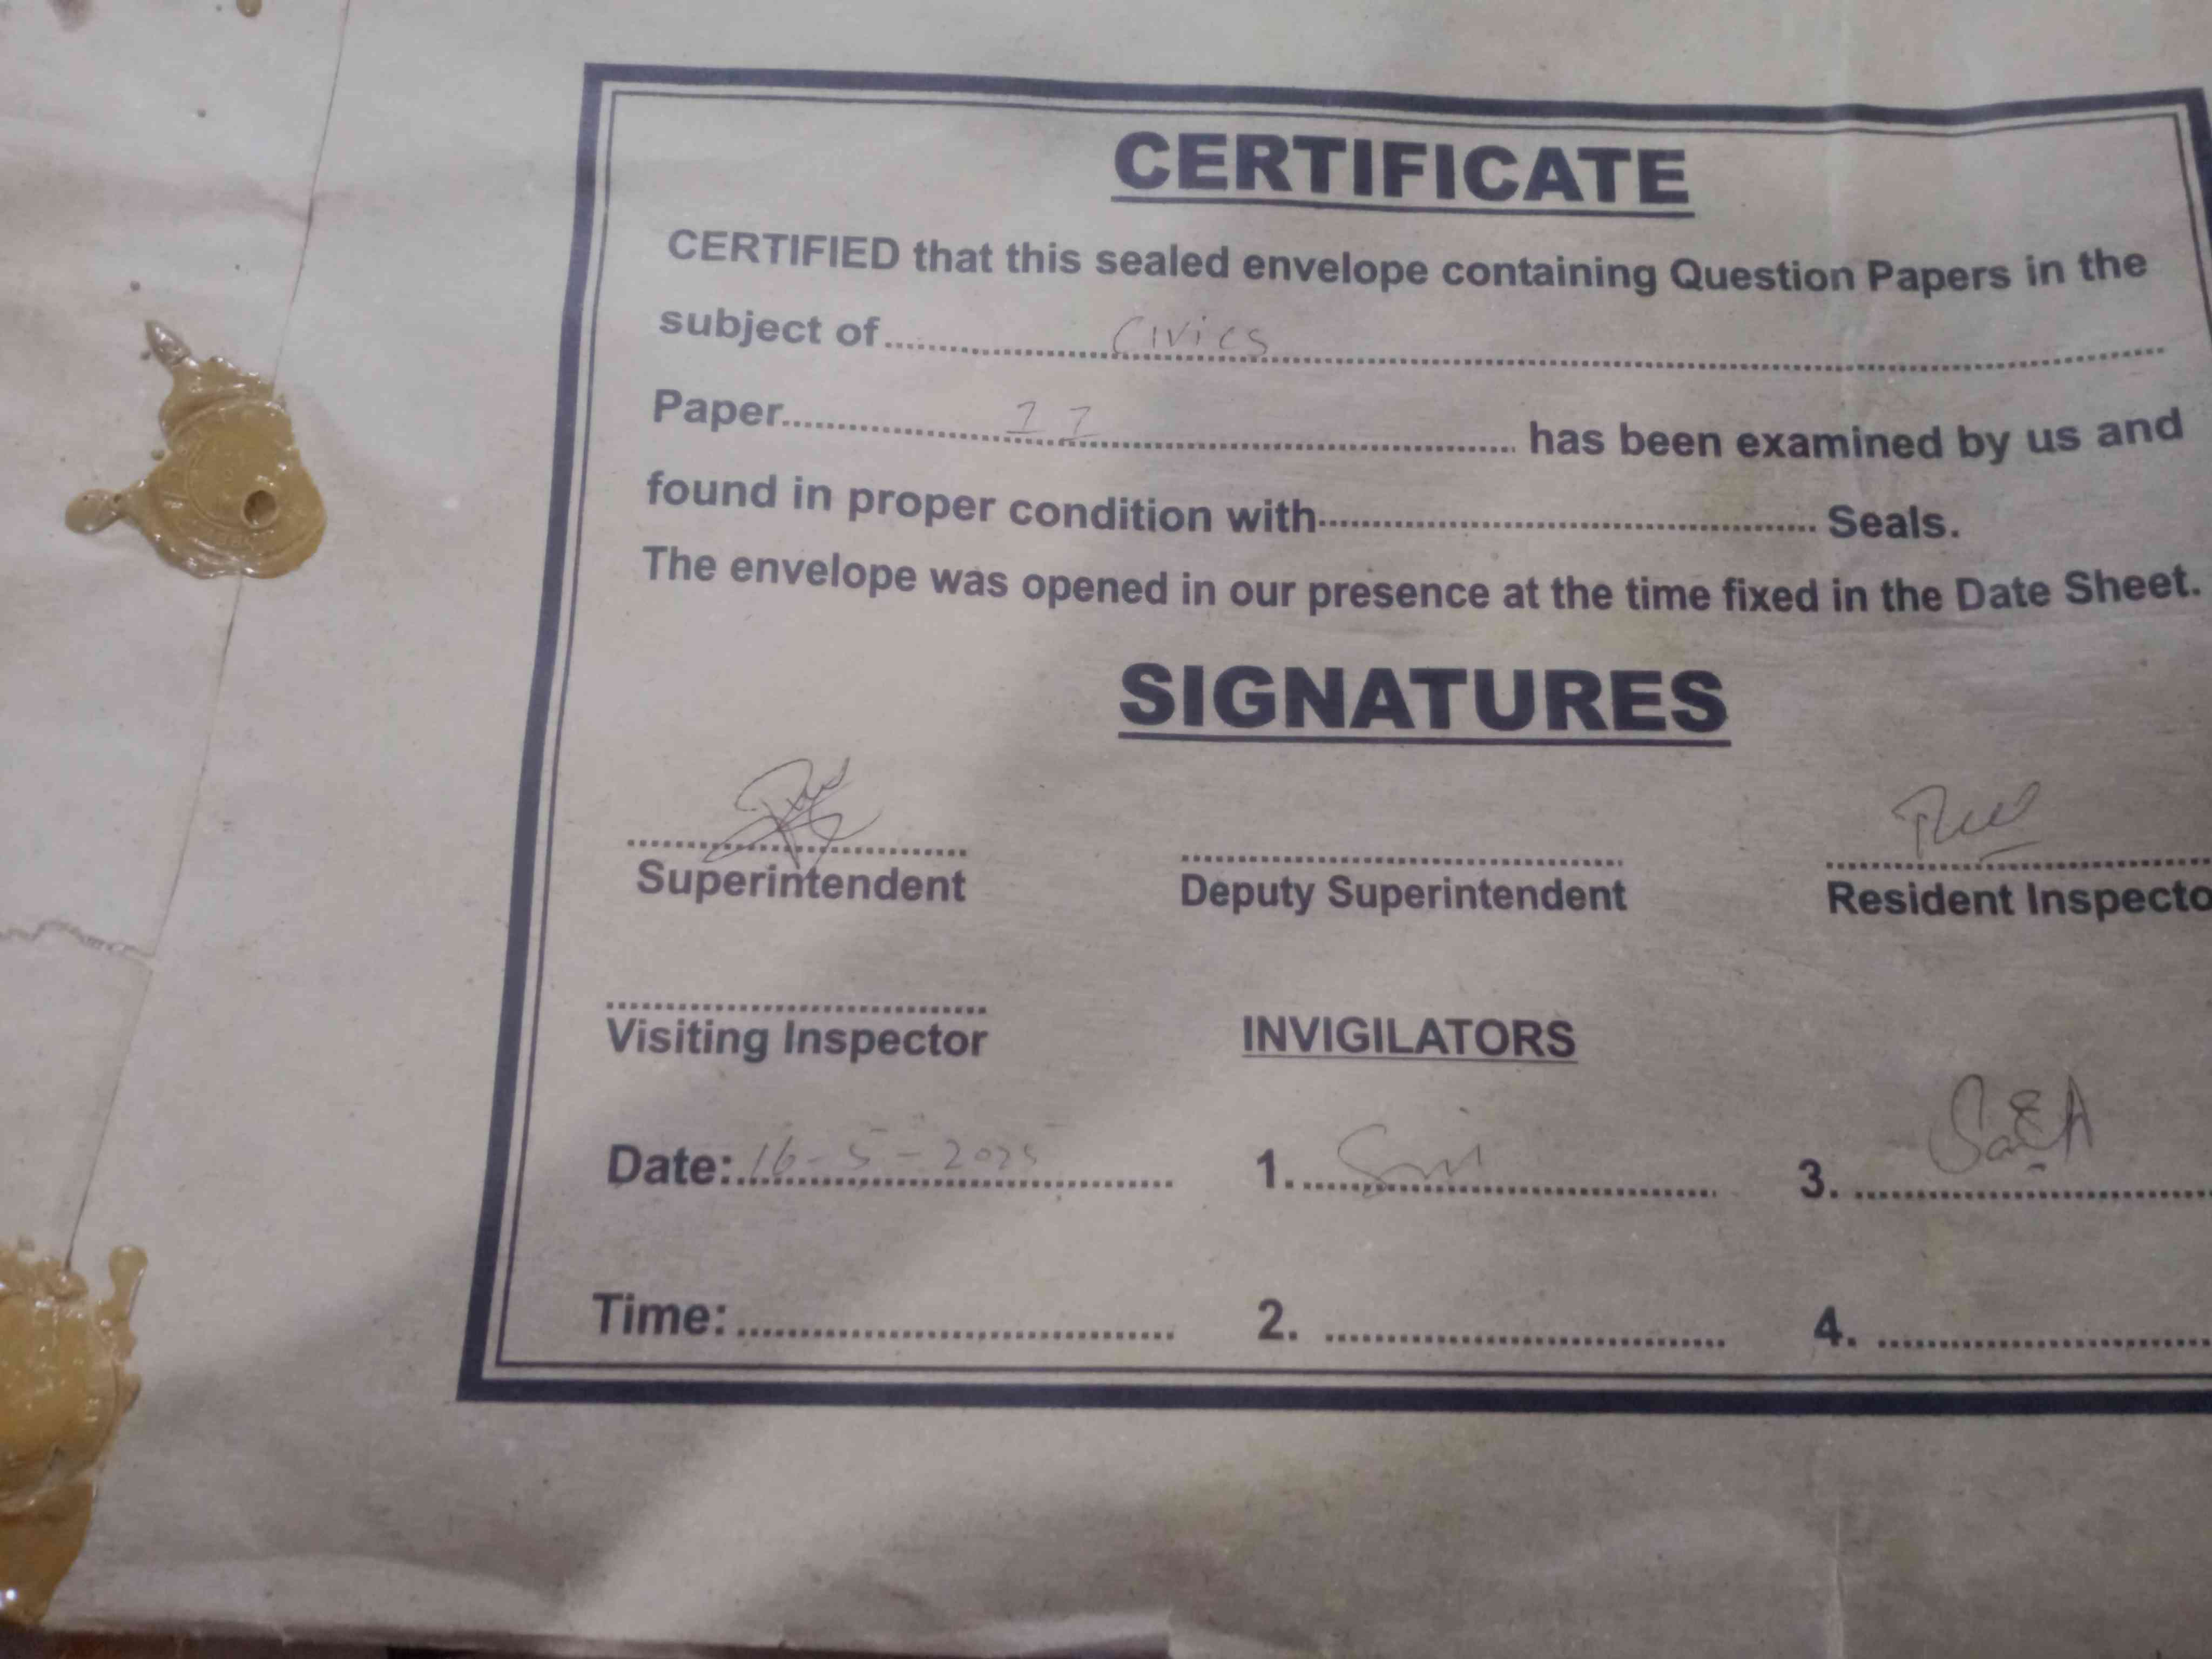 CERTIFICATE
CERTIFIED that this sealed envelope containing Question Papers in the
subject of Civics
Paper II has been examined by us and
found in proper condition with Seals.
The envelope was opened in our presence at the time fixed in the Date Sheet.
SIGNATURES
Superintendent Deputy Superintendent Resident Inspecto
Visiting Inspector INVIGILATORS
Date: 16-5-2025 1. 3.
Time: 2. 4.